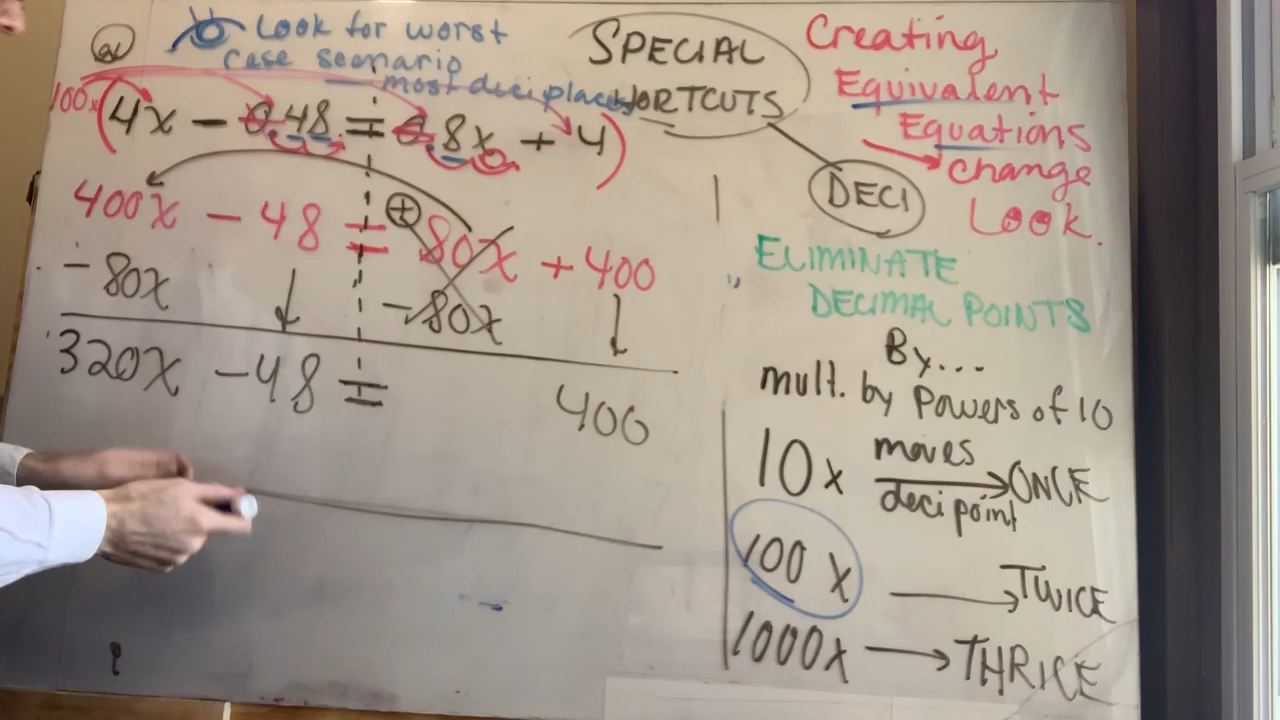 ex
Look for worst
case scenario
most deci places
100x(4x - 0.48 = 0.8x + 4)
400x - 48 = 80x + 400
- 80x - 80x
320x - 48 = 400
SPECIAL
SHORTCUTS
DECI
Creating
Equivalent
Equations
change
Look.
ELIMINATE
DECIMAL POINTS
By...
mult. by Powers of 10
10x moves deci point ONCE
100x TWICE
1000x THRICE